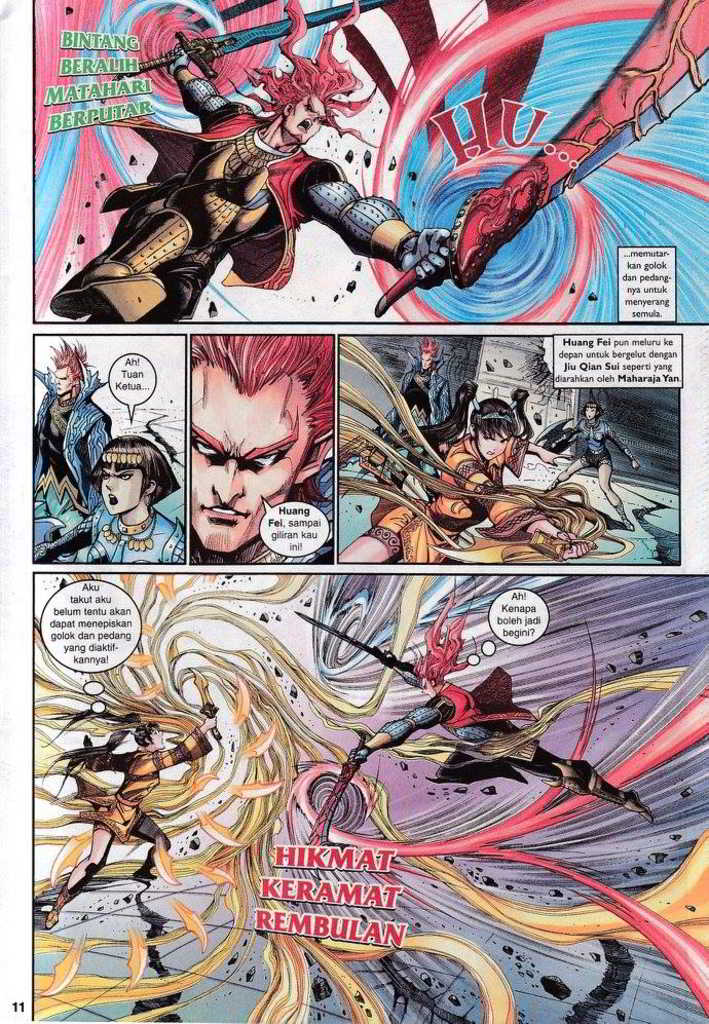 BINTANG
BERALIH
MATAHARI
BERPUTAR
HU...
...memutar-
kan golok
dan pedang-
nya untuk
menyerang
semula.
Ah!
Tuan
Ketua...
Huang
Fei, sampai
giliran kau
ini!
Huang Fei pun meluru ke
depan untuk bergelut dengan
Jiu Qian Sui seperti yang
diarahkan oleh Maharaja Yan.
Aku
takut aku
belum tentu akan
dapat menepiskan
golok dan pedang
yang diaktif-
kannya!
Ah!
Kenapa
boleh jadi
begini?
HIKMAT
KERAMAT
REMBULAN
11